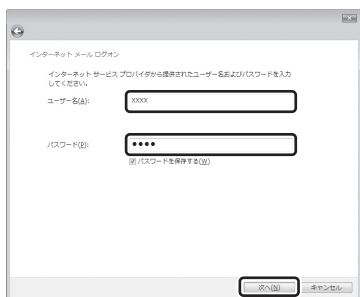 インターネット メール ログオン
インターネット サービス プロバイダから提供されたユーザー名およびパスワードを入力
してください。
ユーザー名(A): xxxx
パスワード(P): ●●●●
パスワードを保存する(W)
次へ(N) キャンセル